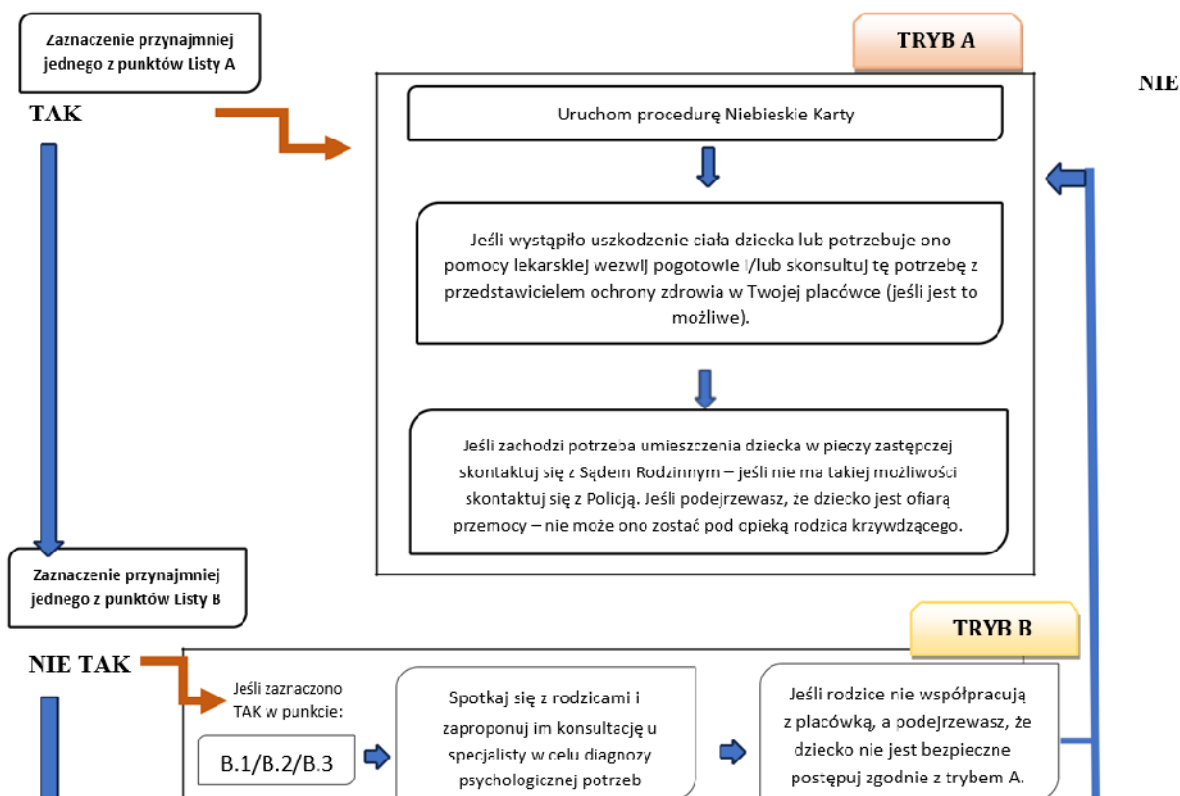 Zaznaczenie przynajmniej
jednego z punktów Listy A
TRYB A
NIE
TAK
Uruchom procedurę Niebieskie Karty
Jeśli wystąpiło uszkodzenie ciała dziecka lub potrzebuje ono
pomocy lekarskiej wezwij pogotowie i/lub skonsultuj tę potrzebę z
przedstawicielem ochrony zdrowia w Twojej placówce (jeśli jest to
możliwe).
Jeśli zachodzi potrzeba umieszczenia dziecka w pieczy zastępczej
skontaktuj się z Sądem Rodzinnym – jeśli nie ma takiej możliwości
skontaktuj się z Policją. Jeśli podejrzewasz, że dziecko jest ofiarą
przemocy – nie może ono zostać pod opieką rodzica krzywdzącego.
Zaznaczenie przynajmniej
jednego z punktów Listy B
TRYB B
NIE TAK
Jeśli zaznaczono
TAK w punkcie:
B.1/B.2/B.3
Spotkaj się z rodzicami i
zaproponuj im konsultację u
specjalisty w celu diagnozy
psychologicznej potrzeb
Jeśli rodzice nie współpracują
z placówką, a podejrzewasz, że
dziecko nie jest bezpieczne
postępuj zgodnie z trybem A.